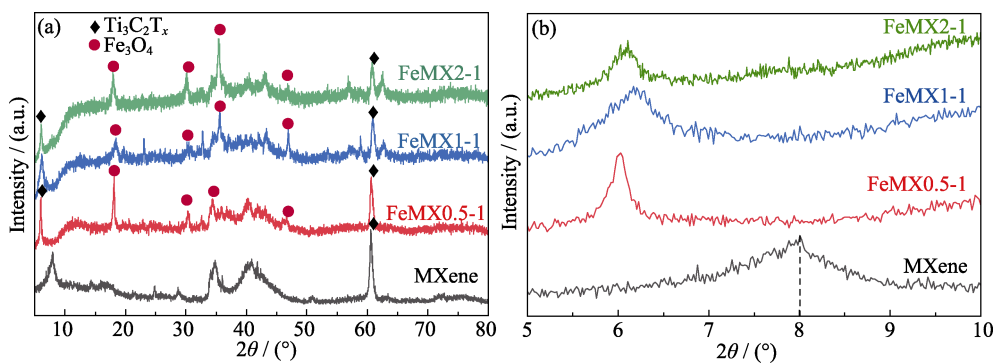 (a)
♦ Ti₃C₂Tₓ
● Fe₃O₄
FeMX2-1
FeMX1-1
FeMX0.5-1
MXene
Intensity / (a.u.)
10 20 30 40 50 60 70 80
2θ / (°)
(b)
FeMX2-1
FeMX1-1
FeMX0.5-1
MXene
Intensity / (a.u.)
5 6 7 8 9 10
2θ / (°)